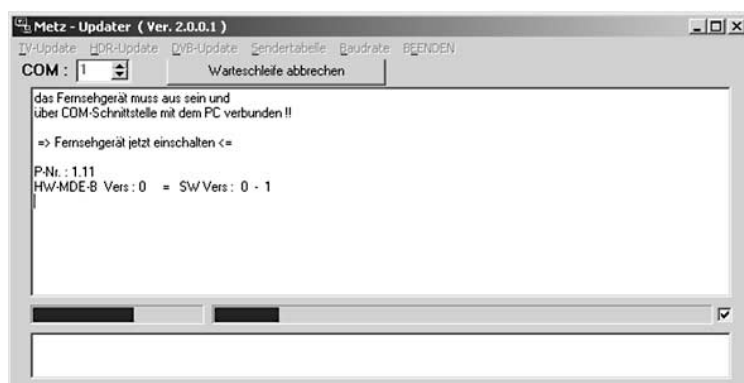 Metz - Updater ( Ver. 2.0.0.1 )
TV-Update HDR-Update DVB-Update Sendertabelle Baudrate BEENDEN
COM : 1 Warteschleife abbrechen
das Fernsehgerät muss aus sein und
über COM-Schnittstelle mit dem PC verbunden !!
=> Fernsehgerät jetzt einschalten <=
P-Nr. : 1.11
HW-MDE-B Vers : 0 = SW Vers : 0 - 1